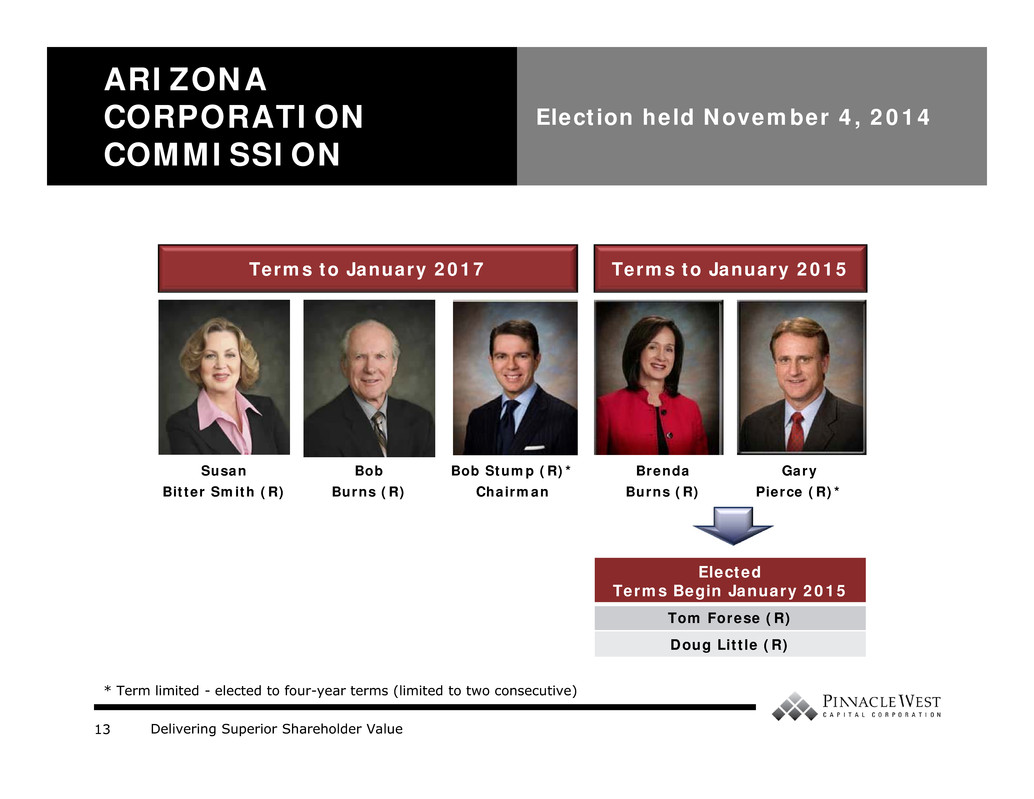 ARIZONA
CORPORATION
COMMISSION
Election held November 4, 2014
Terms to January 2017
Terms to January 2015
Susan
Bitter Smith (R)
Bob
Burns (R)
Bob Stump (R)*
Chairman
Brenda
Burns (R)
Gary
Pierce (R)*
Elected
Terms Begin January 2015
Tom Forese (R)
Doug Little (R)
* Term limited - elected to four-year terms (limited to two consecutive)
PINNACLE WEST
CAPITAL CORPORATION
13 Delivering Superior Shareholder Value